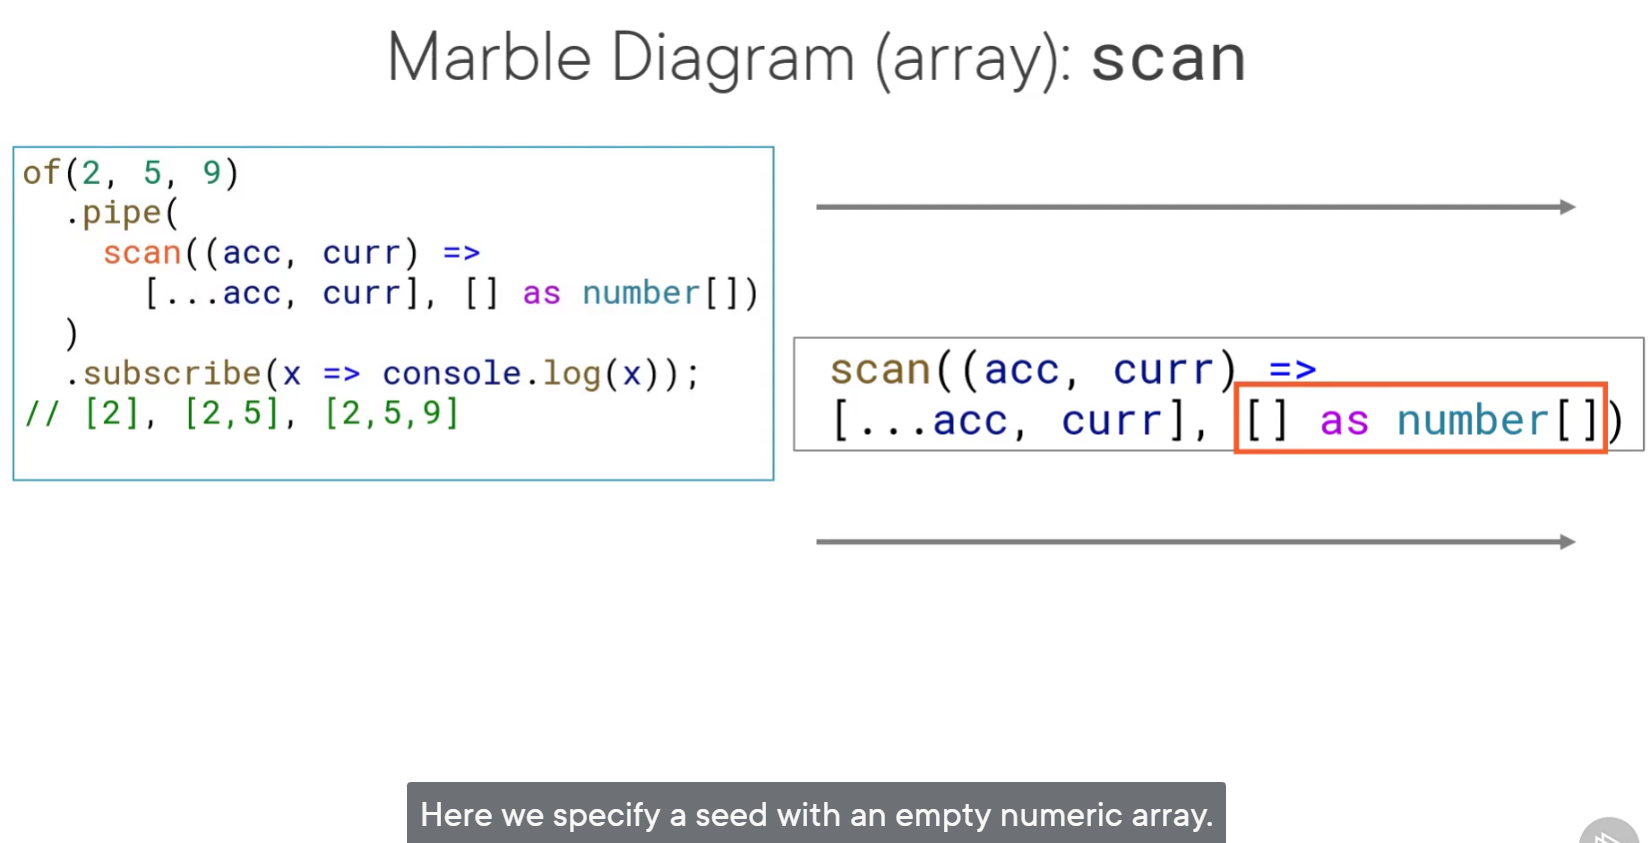 Marble Diagram (array): scan
of(2, 5, 9)
.pipe(
scan((acc, curr) =>
[...acc, curr], [] as number[])
)
.subscribe(x => console.log(x));
// [2], [2,5], [2,5,9]
scan((acc, curr) =>
[...acc, curr], [] as number[])
Here we specify a seed with an empty numeric array.